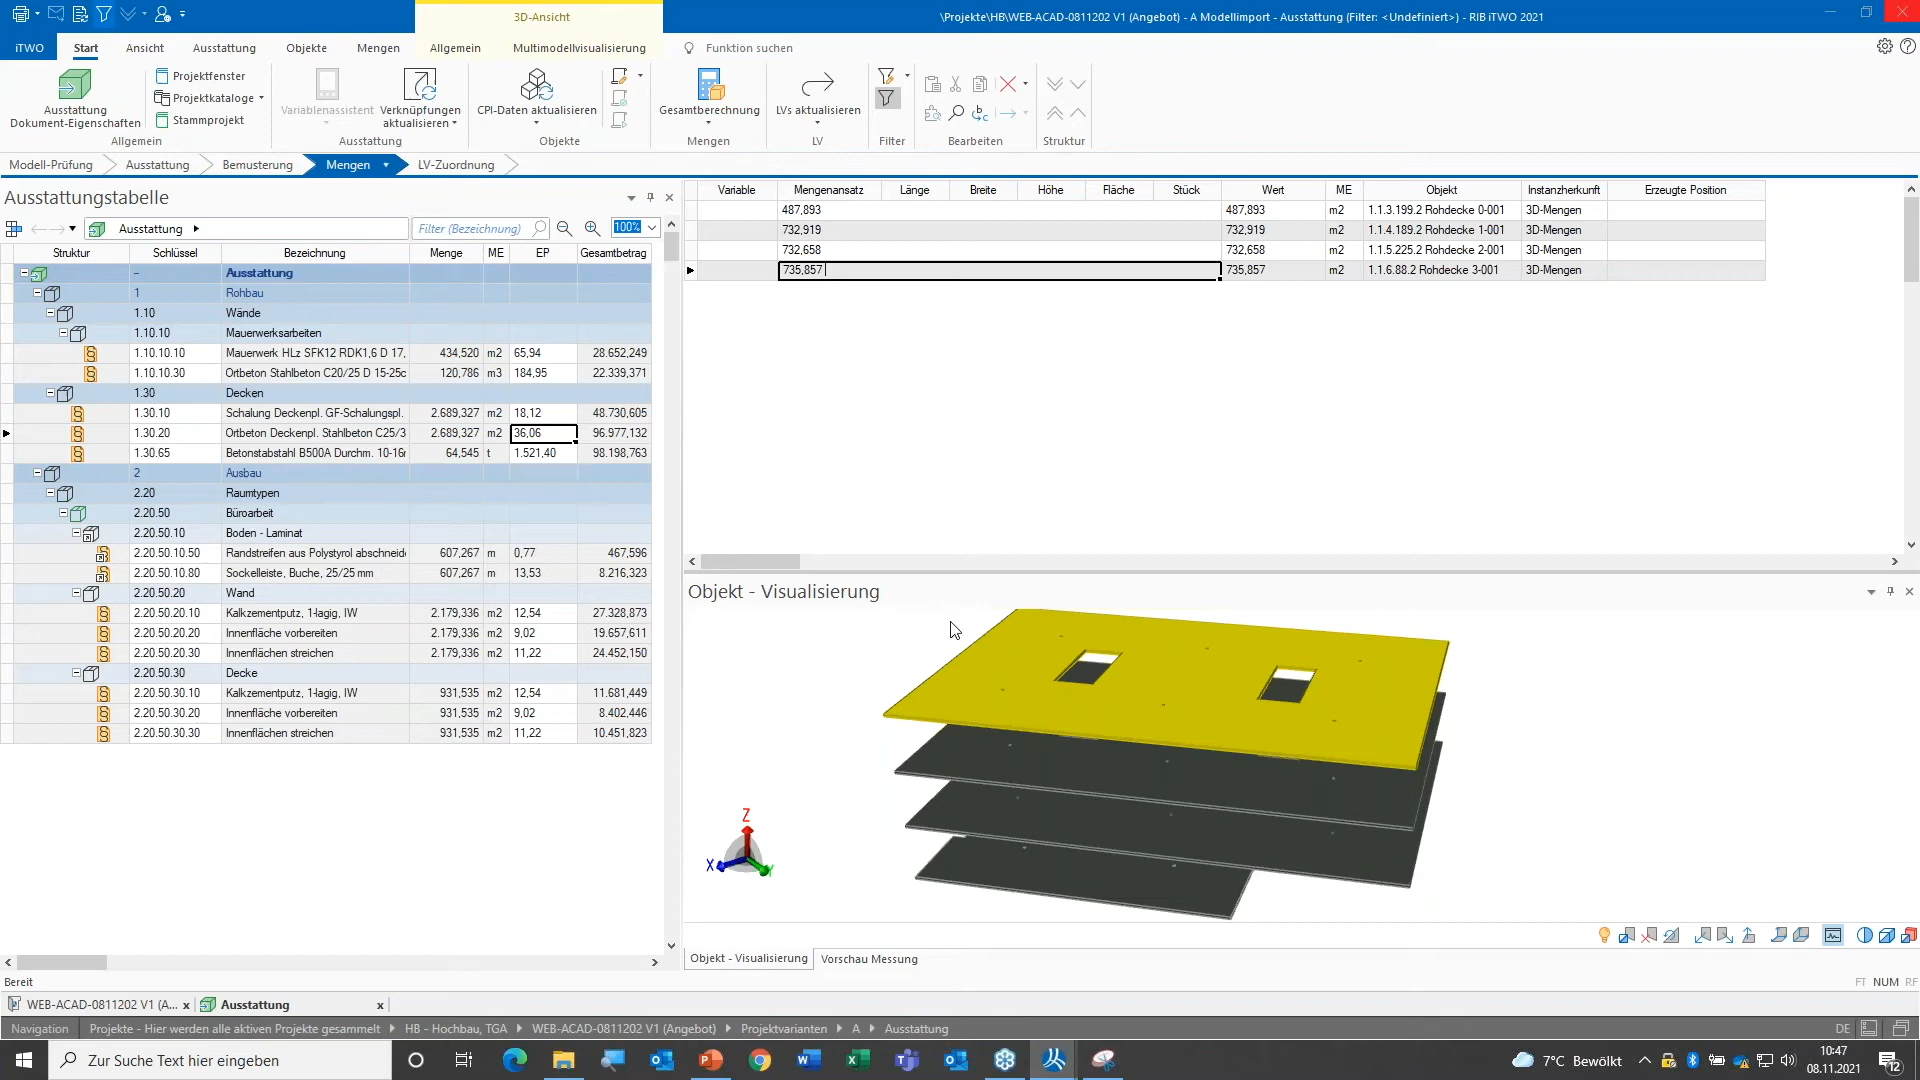 3D-Ansicht
\Projekte\HB\WEB-ACAD-0811202 V1 (Angebot) - A Modellimport - Ausstattung (Filter: <Undefiniert>) - RIB iTWO 2021
iTWO Start Ansicht Ausstattung Objekte Mengen Allgemein Multimodellvisualisierung Funktion suchen
Ausstattung Dokument-Eigenschaften
Projektfenster
Projektkataloge
Stammprojekt
Variablenassistent
Verknüpfungen aktualisieren
CPI-Daten aktualisieren
Gesamtberechnung
LVs aktualisieren
Allgemein Ausstattung Objekte Mengen LV Filter Bearbeiten Struktur
Modell-Prüfung Ausstattung Bemusterung Mengen LV-Zuordnung
Ausstattungstabelle
Ausstattung Filter (Bezeichnung) 100%
Struktur Schlüssel Bezeichnung Menge ME EP Gesamtbetrag
– Ausstattung
1 Rohbau
1.10 Wände
1.10.10 Mauerwerksarbeiten
1.10.10.10 Mauerwerk HLz SFK12 RDK1,6 D 17, 434,520 m2 65,94 28.652,249
1.10.10.30 Ortbeton Stahlbeton C20/25 D 15-25c 120,786 m3 184,95 22.339,371
1.30 Decken
1.30.10 Schalung Deckenpl. GF-Schalungspl. 2.689,327 m2 18,12 48.730,605
1.30.20 Ortbeton Deckenpl. Stahlbeton C25/3 2.689,327 m2 36,06 96.977,132
1.30.65 Betonstabstahl B500A Durchm. 10-16 64,545 t 1.521,40 98.198,763
2 Ausbau
2.20 Raumtypen
2.20.50 Büroarbeit
2.20.50.10 Boden - Laminat
2.20.50.10.50 Randstreifen aus Polystyrol abschneid 607,267 m 0,77 467,596
2.20.50.10.80 Sockelleiste, Buche, 25/25 mm 607,267 m 13,53 8.216,323
2.20.50.20 Wand
2.20.50.20.10 Kalkzementputz, 1-lagig, IW 2.179,336 m2 12,54 27.328,873
2.20.50.20.20 Innenfläche vorbereiten 2.179,336 m2 9,02 19.657,611
2.20.50.20.30 Innenflächen streichen 2.179,336 m2 11,22 24.452,150
2.20.50.30 Decke
2.20.50.30.10 Kalkzementputz, 1-lagig, IW 931,535 m2 12,54 11.681,449
2.20.50.30.20 Innenfläche vorbereiten 931,535 m2 9,02 8.402,446
2.20.50.30.30 Innenflächen streichen 931,535 m2 11,22 10.451,823
Variable Mengenansatz Länge Breite Höhe Fläche Stück Wert ME Objekt Instanzherkunft Erzeugte Position
487,893 487,893 m2 1.1.3.199.2 Rohdecke 0-001 3D-Mengen
732,919 732,919 m2 1.1.4.189.2 Rohdecke 1-001 3D-Mengen
732,658 732,658 m2 1.1.5.225.2 Rohdecke 2-001 3D-Mengen
735,857 735,857 m2 1.1.6.88.2 Rohdecke 3-001 3D-Mengen
Objekt - Visualisierung
Z
X
Y
Objekt - Visualisierung Vorschau Messung
Bereit FT NUM RF
WEB-ACAD-0811202 V1 (A... x Ausstattung x
Navigation Projekte - Hier werden alle aktiven Projekte gesammelt HB - Hochbau, TGA WEB-ACAD-0811202 V1 (Angebot) Projektvarianten A Ausstattung DE
Zur Suche Text hier eingeben 7°C Bewölkt 10:47
08.11.2021
12